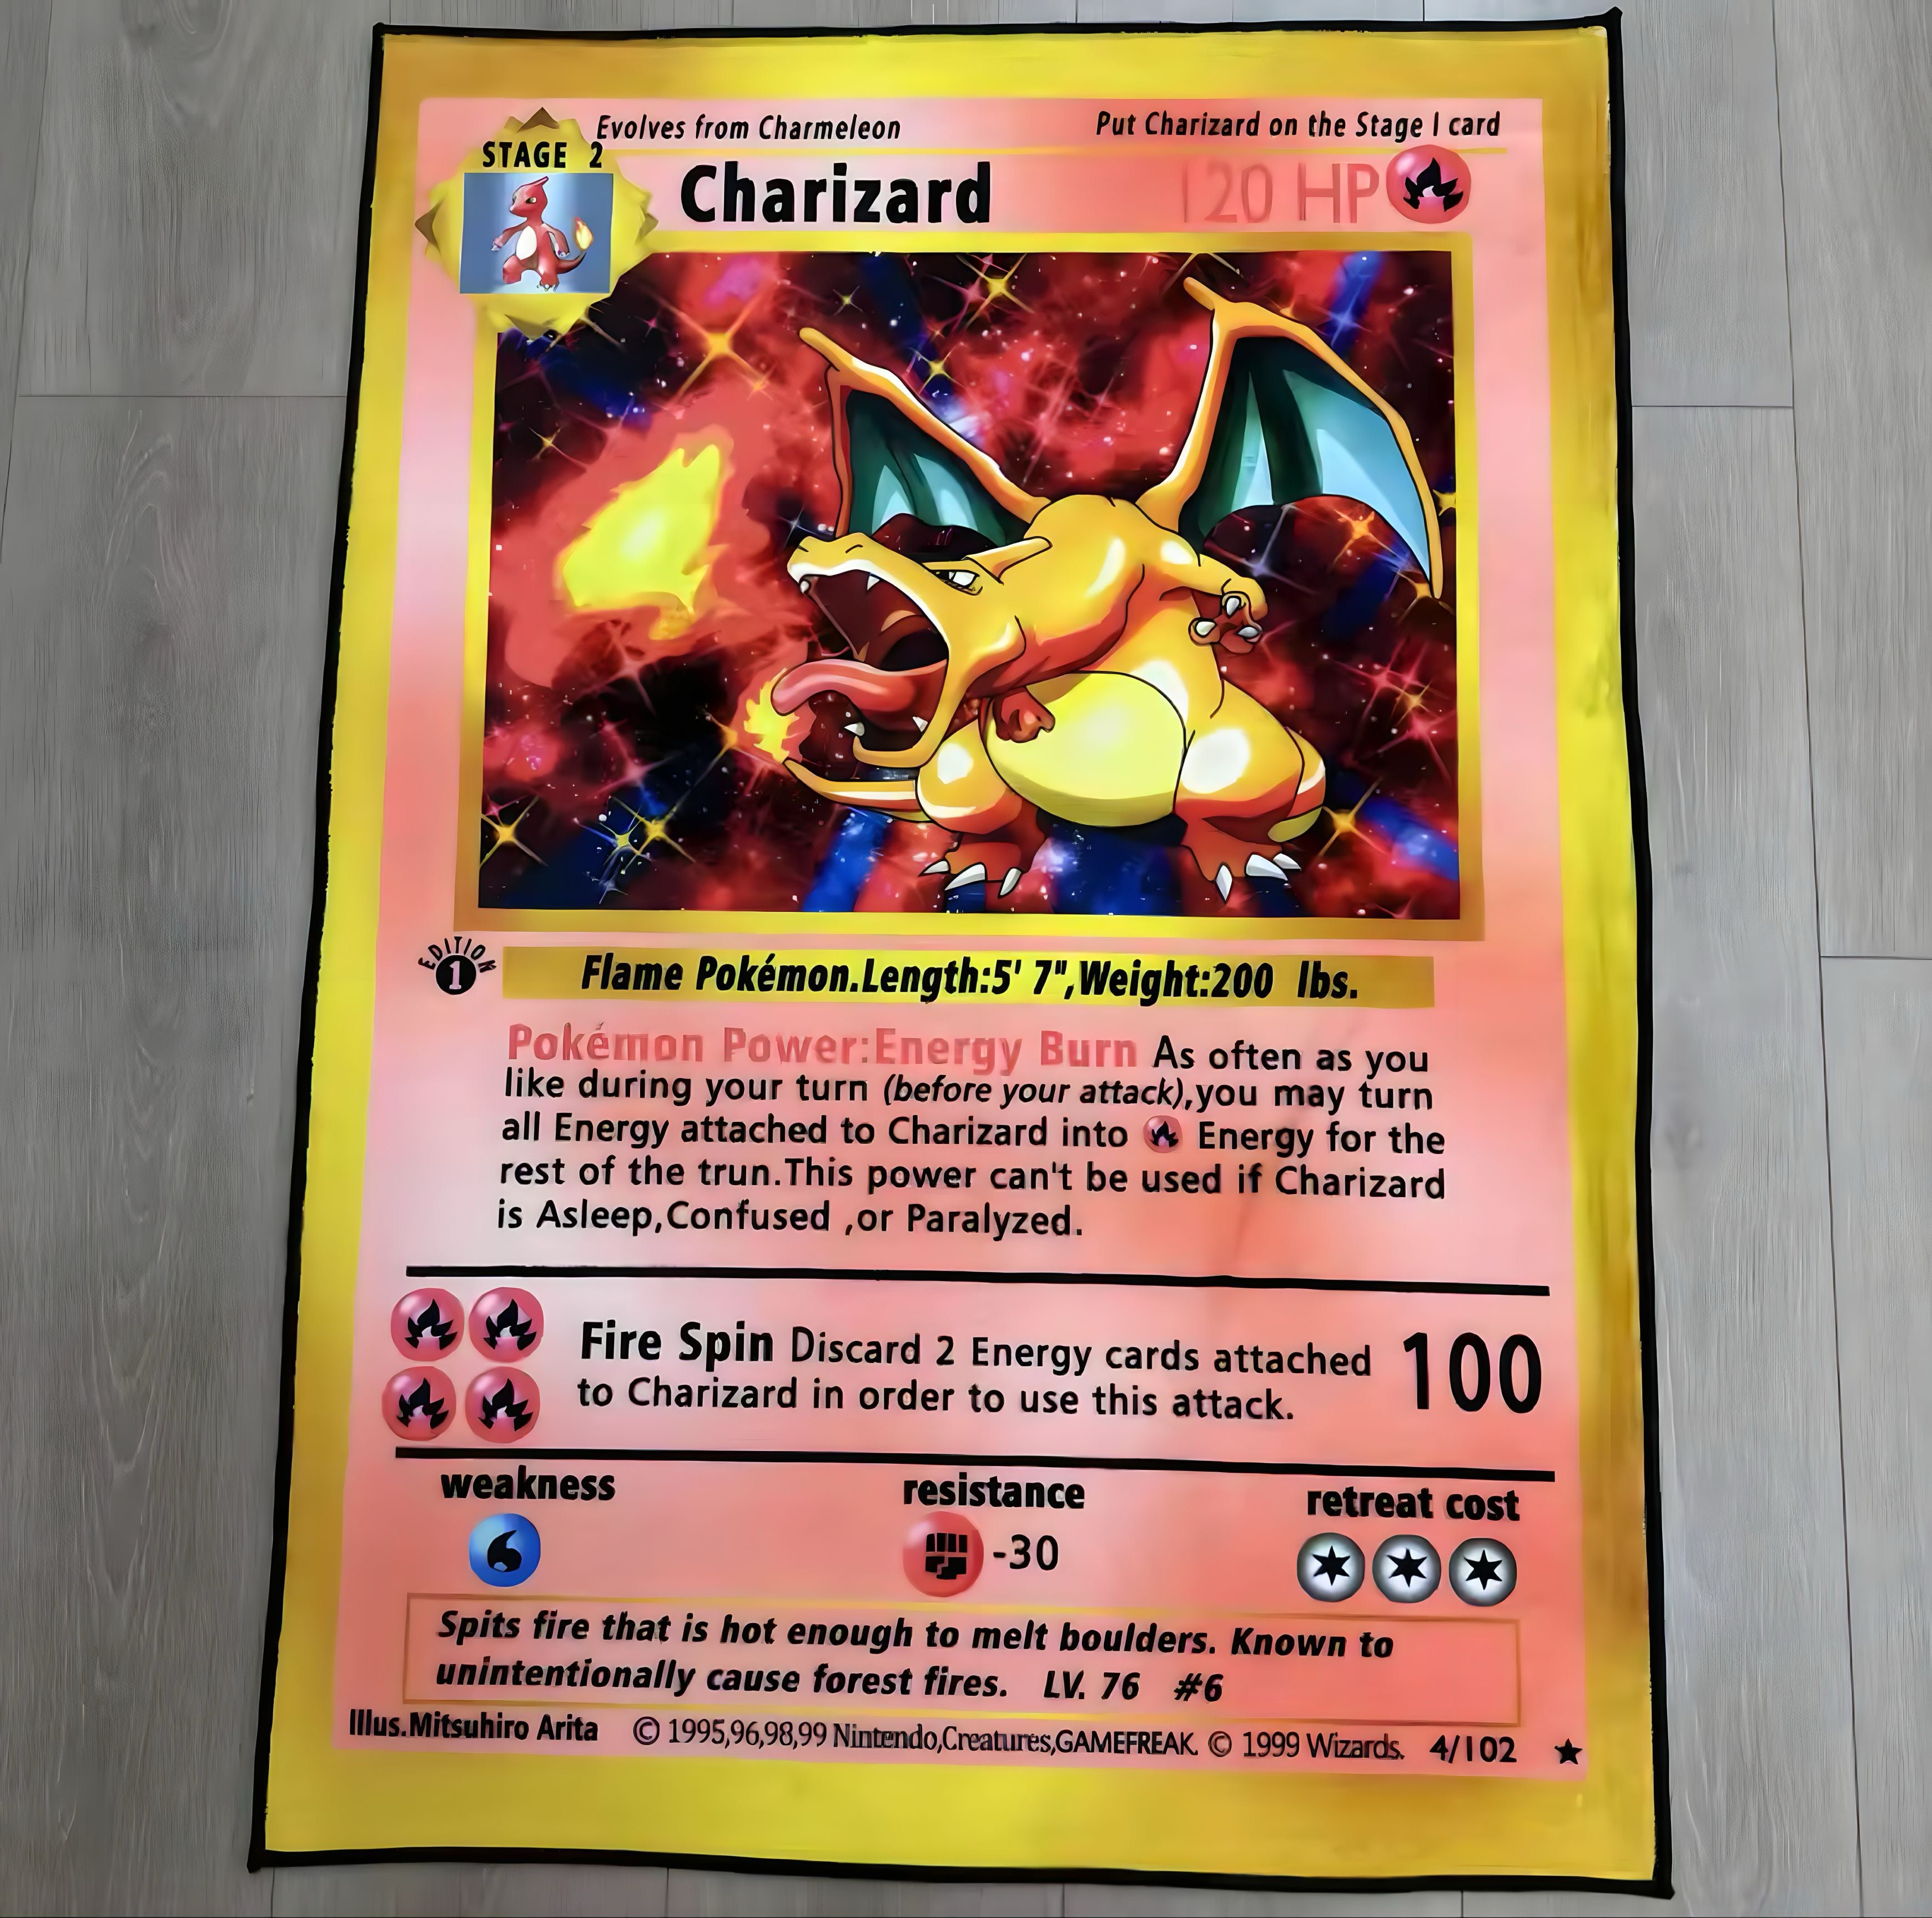 Evolves from Charmeleon
Put Charizard on the Stage I card
STAGE 2
Charizard
120 HP
EDITION
1
Flame Pokémon.Length:5' 7",Weight:200 lbs.
Pokémon Power:Energy Burn As often as you
like during your turn (before your attack),you may turn
all Energy attached to Charizard into Energy for the
rest of the trun.This power can't be used if Charizard
is Asleep,Confused ,or Paralyzed.
Fire Spin Discard 2 Energy cards attached
to Charizard in order to use this attack.
100
weakness
resistance
retreat cost
-30
Spits fire that is hot enough to melt boulders. Known to
unintentionally cause forest fires. LV. 76 #6
Illus.Mitsuhiro Arita © 1995,96,98,99 Nintendo,Creatures,GAMEFREAK. © 1999 Wizards. 4/102 ★